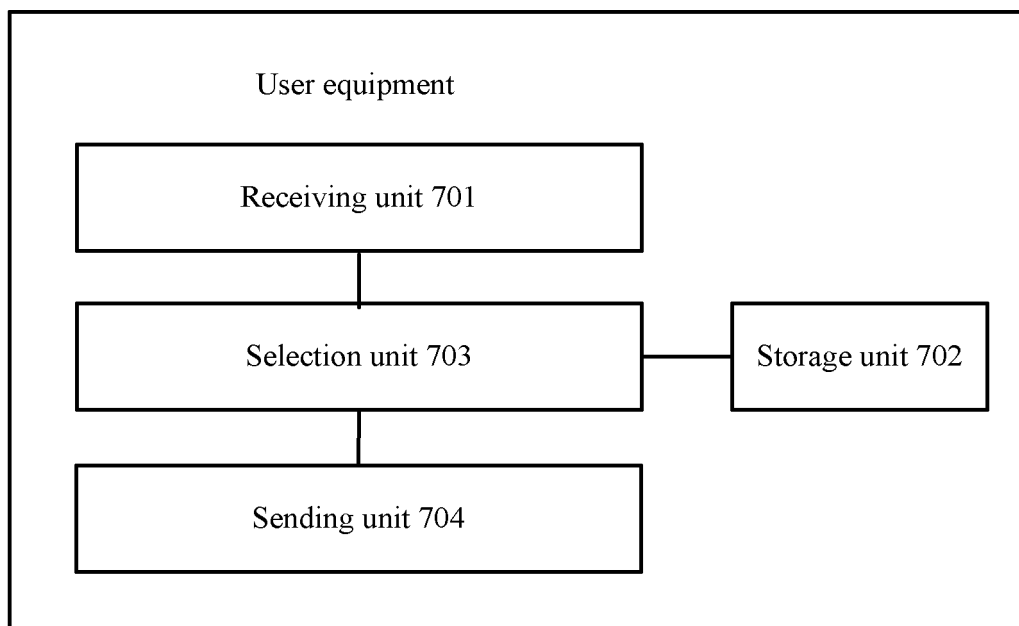 User equipment
Receiving unit 701
Selection unit 703
Storage unit 702
Sending unit 704